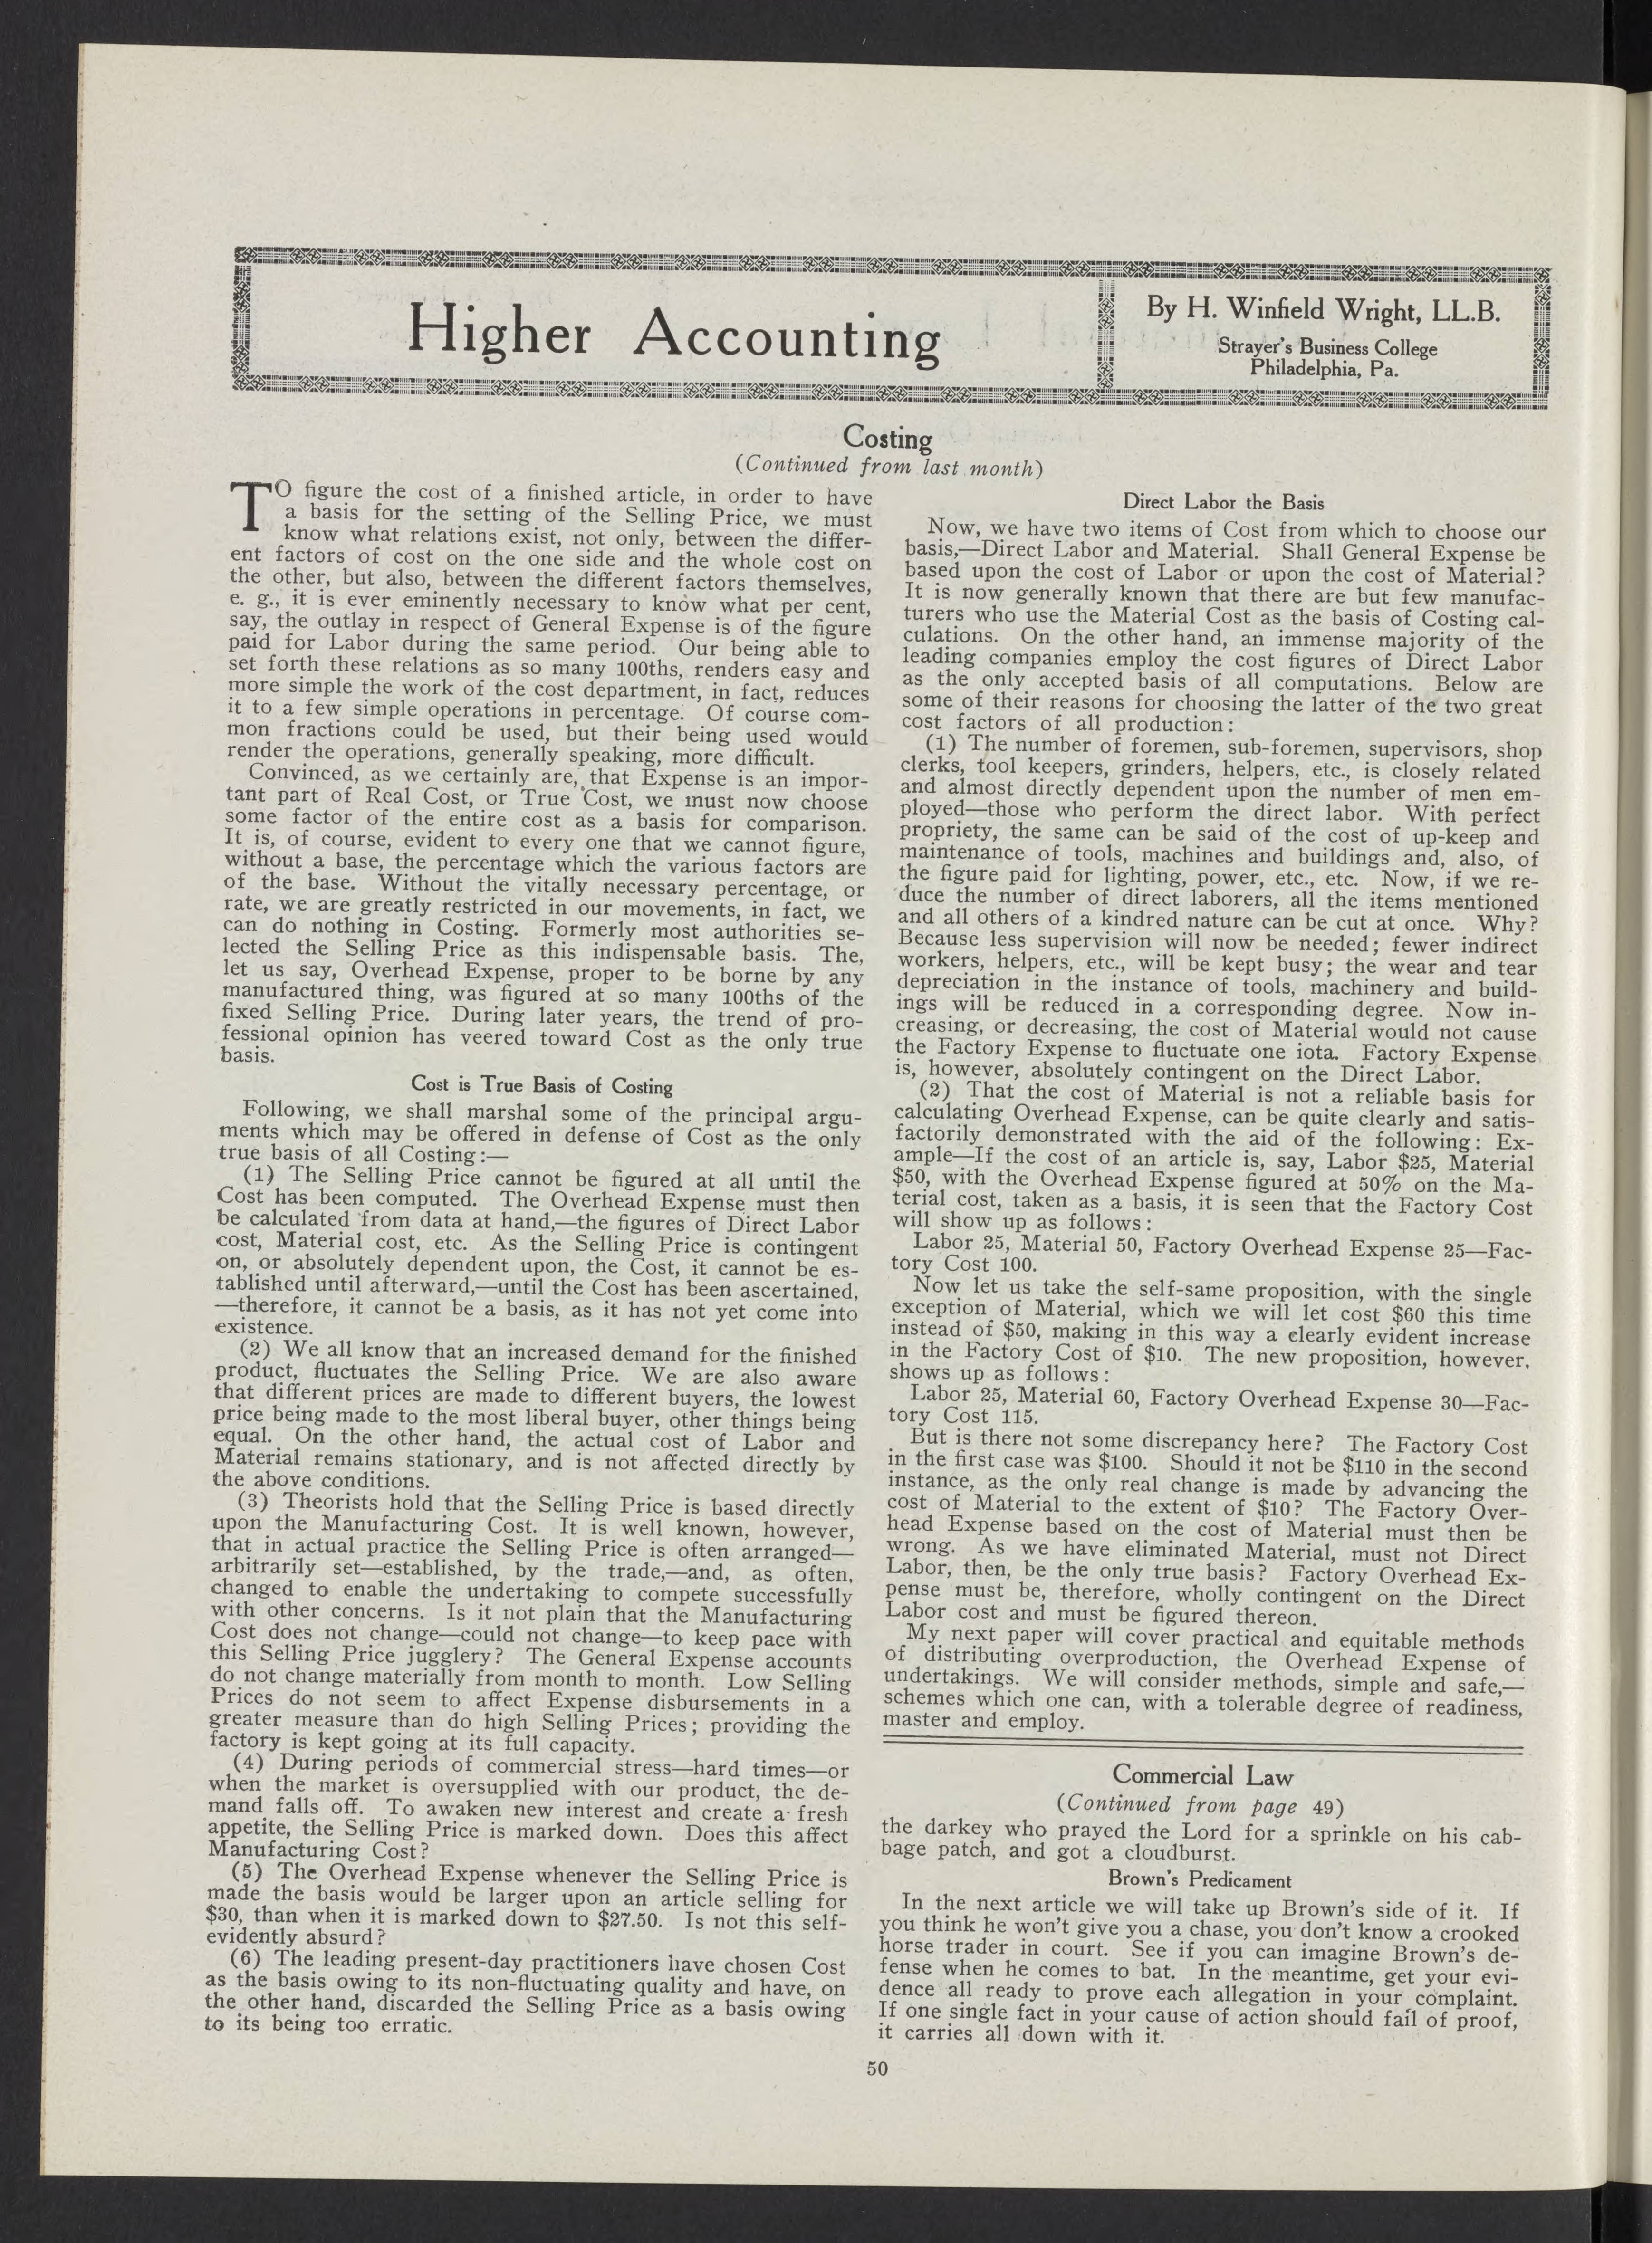 Higher Accounting
By H. Winfield Wright, LL.B.
Strayer's Business College
Philadelphia, Pa.
Costing
(Continued from last month)
TO figure the cost of a finished article, in order to have
a basis for the setting of the Selling Price, we must
know what relations exist, not only, between the differ-
ent factors of cost on the one side and the whole cost on
the other, but also, between the different factors themselves,
e. g., it is ever eminently necessary to know what per cent,
say, the outlay in respect of General Expense is of the figure
paid for Labor during the same period. Our being able to
set forth these relations as so many 100ths, renders easy and
more simple the work of the cost department, in fact, reduces
it to a few simple operations in percentage. Of course com-
mon fractions could be used, but their being used would
render the operations, generally speaking, more difficult.
Convinced, as we certainly are, that Expense is an impor-
tant part of Real Cost, or True Cost, we must now choose
some factor of the entire cost as a basis for comparison.
It is, of course, evident to every one that we cannot figure,
without a base, the percentage which the various factors are
of the base. Without the vitally necessary percentage, or
rate, we are greatly restricted in our movements, in fact, we
can do nothing in Costing. Formerly most authorities se-
lected the Selling Price as this indispensable basis. The,
let us say, Overhead Expense, proper to be borne by any
manufactured thing, was figured at so many 100ths of the
fixed Selling Price. During later years, the trend of pro-
fessional opinion has veered toward Cost as the only true
basis.
Cost is True Basis of Costing
Following, we shall marshal some of the principal argu-
ments which may be offered in defense of Cost as the only
true basis of all Costing:—
(1) The Selling Price cannot be figured at all until the
Cost has been computed. The Overhead Expense must then
be calculated from data at hand,—the figures of Direct Labor
cost, Material cost, etc. As the Selling Price is contingent
on, or absolutely dependent upon, the Cost, it cannot be es-
tablished until afterward,—until the Cost has been ascertained,
—therefore, it cannot be a basis, as it has not yet come into
existence.
(2) We all know that an increased demand for the finished
product, fluctuates the Selling Price. We are also aware
that different prices are made to different buyers, the lowest
price being made to the most liberal buyer, other things being
equal. On the other hand, the actual cost of Labor and
Material remains stationary, and is not affected directly by
the above conditions.
(3) Theorists hold that the Selling Price is based directly
upon the Manufacturing Cost. It is well known, however,
that in actual practice the Selling Price is often arranged—
arbitrarily set—established, by the trade,—and, as often,
changed to enable the undertaking to compete successfully
with other concerns. Is it not plain that the Manufacturing
Cost does not change—could not change—to keep pace with
this Selling Price jugglery? The General Expense accounts
do not change materially from month to month. Low Selling
Prices do not seem to affect Expense disbursements in a
greater measure than do high Selling Prices; providing the
factory is kept going at its full capacity.
(4) During periods of commercial stress—hard times—or
when the market is oversupplied with our product, the de-
mand falls off. To awaken new interest and create a fresh
appetite, the Selling Price is marked down. Does this affect
Manufacturing Cost?
(5) The Overhead Expense whenever the Selling Price is
made the basis would be larger upon an article selling for
$30, than when it is marked down to $27.50. Is not this self-
evidently absurd?
(6) The leading present-day practitioners have chosen Cost
as the basis owing to its non-fluctuating quality and have, on
the other hand, discarded the Selling Price as a basis owing
to its being too erratic.
Direct Labor the Basis
Now, we have two items of Cost from which to choose our
basis,—Direct Labor and Material. Shall General Expense be
based upon the cost of Labor or upon the cost of Material?
It is now generally known that there are but few manufac-
turers who use the Material Cost as the basis of Costing cal-
culations. On the other hand, an immense majority of the
leading companies employ the cost figures of Direct Labor
as the only accepted basis of all computations. Below are
some of their reasons for choosing the latter of the two great
cost factors of all production:
(1) The number of foremen, sub-foremen, supervisors, shop
clerks, tool keepers, grinders, helpers, etc., is closely related
and almost directly dependent upon the number of men em-
ployed—those who perform the direct labor. With perfect
propriety, the same can be said of the cost of up-keep and
maintenance of tools, machines and buildings and, also, of
the figure paid for lighting, power, etc., etc. Now, if we re-
duce the number of direct laborers, all the items mentioned
and all others of a kindred nature can be cut at once. Why?
Because less supervision will now be needed; fewer indirect
workers, helpers, etc., will be kept busy; the wear and tear
depreciation in the instance of tools, machinery and build-
ings will be reduced in a corresponding degree. Now in-
creasing, or decreasing, the cost of Material would not cause
the Factory Expense to fluctuate one iota. Factory Expense
is, however, absolutely contingent on the Direct Labor.
(2) That the cost of Material is not a reliable basis for
calculating Overhead Expense, can be quite clearly and satis-
factorily demonstrated with the aid of the following: Ex-
ample—If the cost of an article is, say, Labor $25, Material
$50, with the Overhead Expense figured at 50% on the Ma-
terial cost, taken as a basis, it is seen that the Factory Cost
will show up as follows:
Labor 25, Material 50, Factory Overhead Expense 25—Fac-
tory Cost 100.
Now let us take the self-same proposition, with the single
exception of Material, which we will let cost $60 this time
instead of $50, making in this way a clearly evident increase
in the Factory Cost of $10. The new proposition, however,
shows up as follows:
Labor 25, Material 60, Factory Overhead Expense 30—Fac-
tory Cost 115.
But is there not some discrepancy here? The Factory Cost
in the first case was $100. Should it not be $110 in the second
instance, as the only real change is made by advancing the
cost of Material to the extent of $10? The Factory Over-
head Expense based on the cost of Material must then be
wrong. As we have eliminated Material, must not Direct
Labor, then, be the only true basis? Factory Overhead Ex-
pense must be, therefore, wholly contingent on the Direct
Labor cost and must be figured thereon.
My next paper will cover practical and equitable methods
of distributing overproduction, the Overhead Expense of
undertakings. We will consider methods, simple and safe,—
schemes which one can, with a tolerable degree of readiness,
master and employ.
Commercial Law
(Continued from page 49)
the darkey who prayed the Lord for a sprinkle on his cab-
bage patch, and got a cloudburst.
Brown's Predicament
In the next article we will take up Brown's side of it. If
you think he won't give you a chase, you don't know a crooked
horse trader in court. See if you can imagine Brown's de-
fense when he comes to bat. In the meantime, get your evi-
dence all ready to prove each allegation in your complaint.
If one single fact in your cause of action should fail of proof,
it carries all down with it.
50